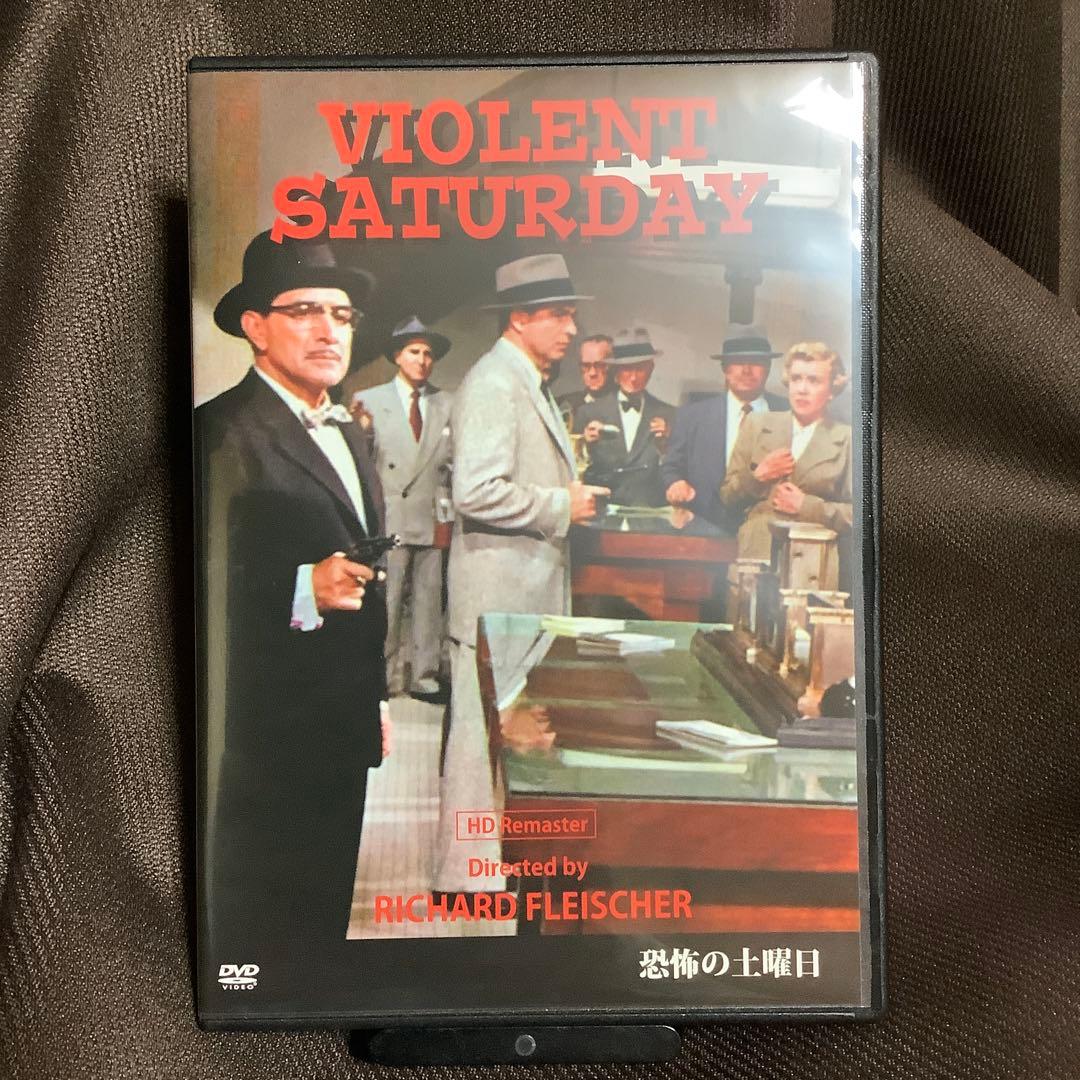 VIOLENT
SATURDAY
HD Remaster
Directed by
RICHARD FLEISCHER
恐怖の土曜日
DVD
VIDEO